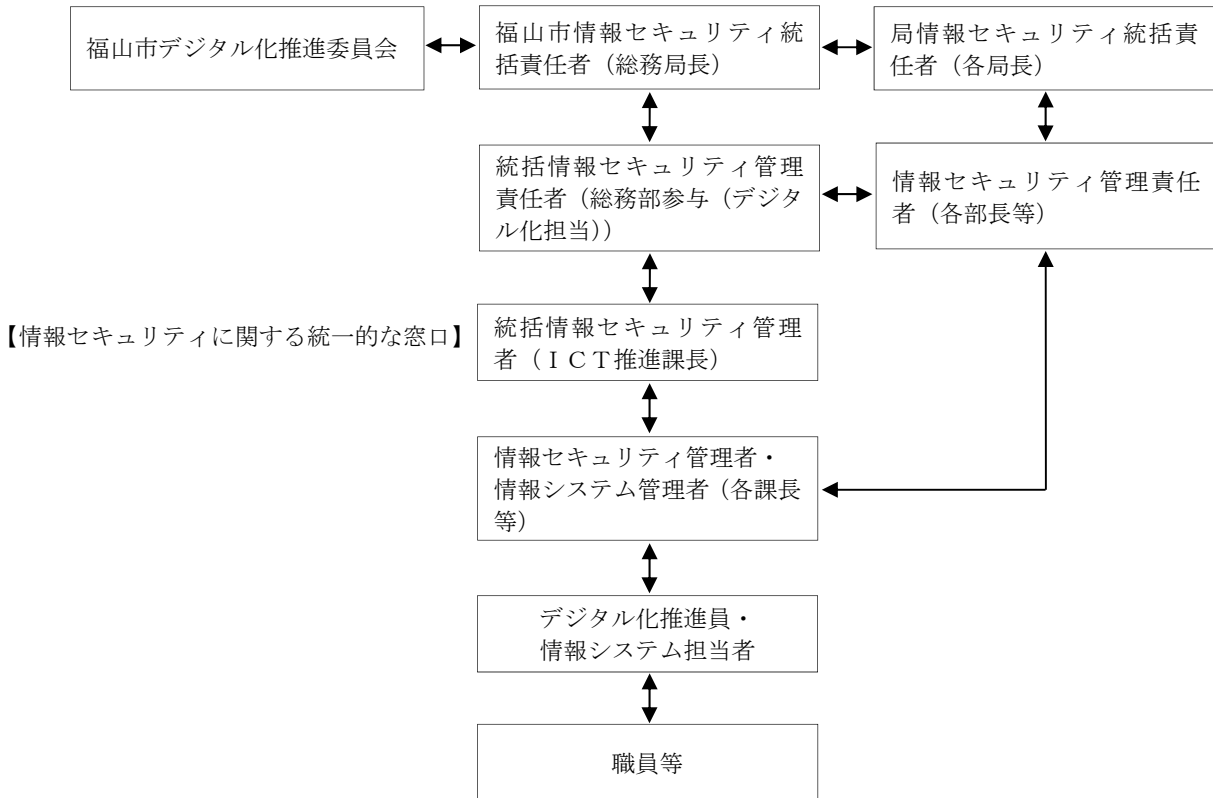 福山市デジタル化推進委員会
福山市情報セキュリティ統
括責任者（総務局長）
局情報セキュリティ統括責
任者（各局長）
統括情報セキュリティ管理
責任者（総務部参与（デジタ
ル化担当））
情報セキュリティ管理責任
者（各部長等）
【情報セキュリティに関する統一的な窓口】
統括情報セキュリティ管理
者（ＩＣＴ推進課長）
情報セキュリティ管理者・
情報システム管理者（各課長
等）
デジタル化推進員・
情報システム担当者
職員等